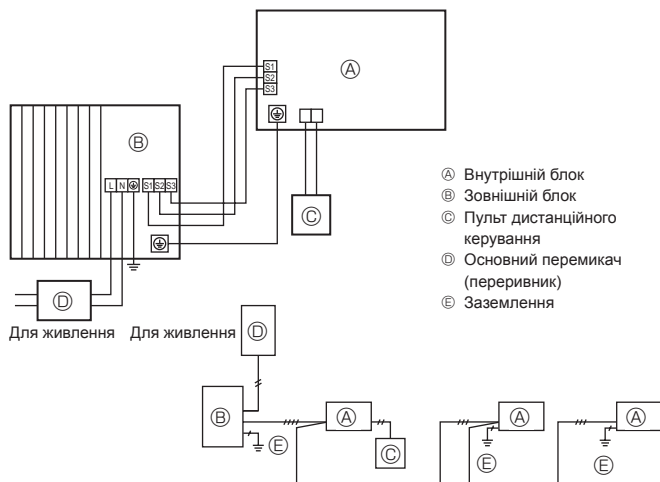 S1
S2
S3
Ⓐ
Ⓑ
L N S1 S2 S3
Ⓒ
Ⓓ
Для живлення
Ⓐ Внутрішній блок
Ⓑ Зовнішній блок
Ⓒ Пульт дистанційного
керування
Ⓓ Основний перемикач
(переривник)
Ⓔ Заземлення
Для живлення
Ⓓ
Ⓑ
Ⓔ
Ⓐ
Ⓒ
Ⓐ
Ⓔ
Ⓐ
Ⓔ